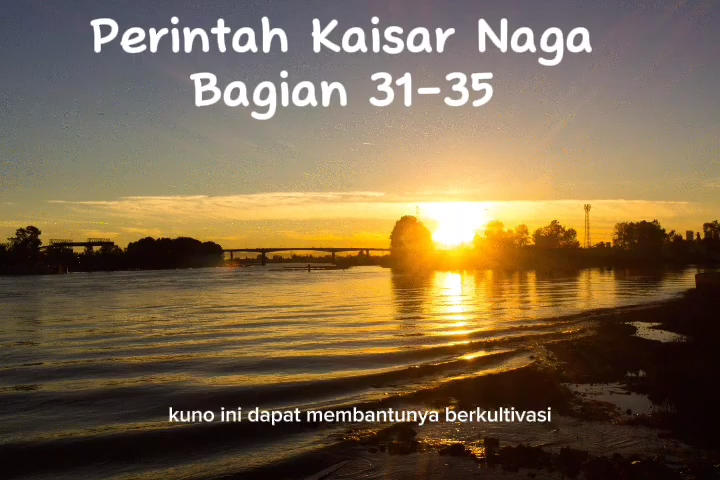 Perintah Kaisar Naga
Bagian 31-35
kuno ini dapat membantunya berkultivasi